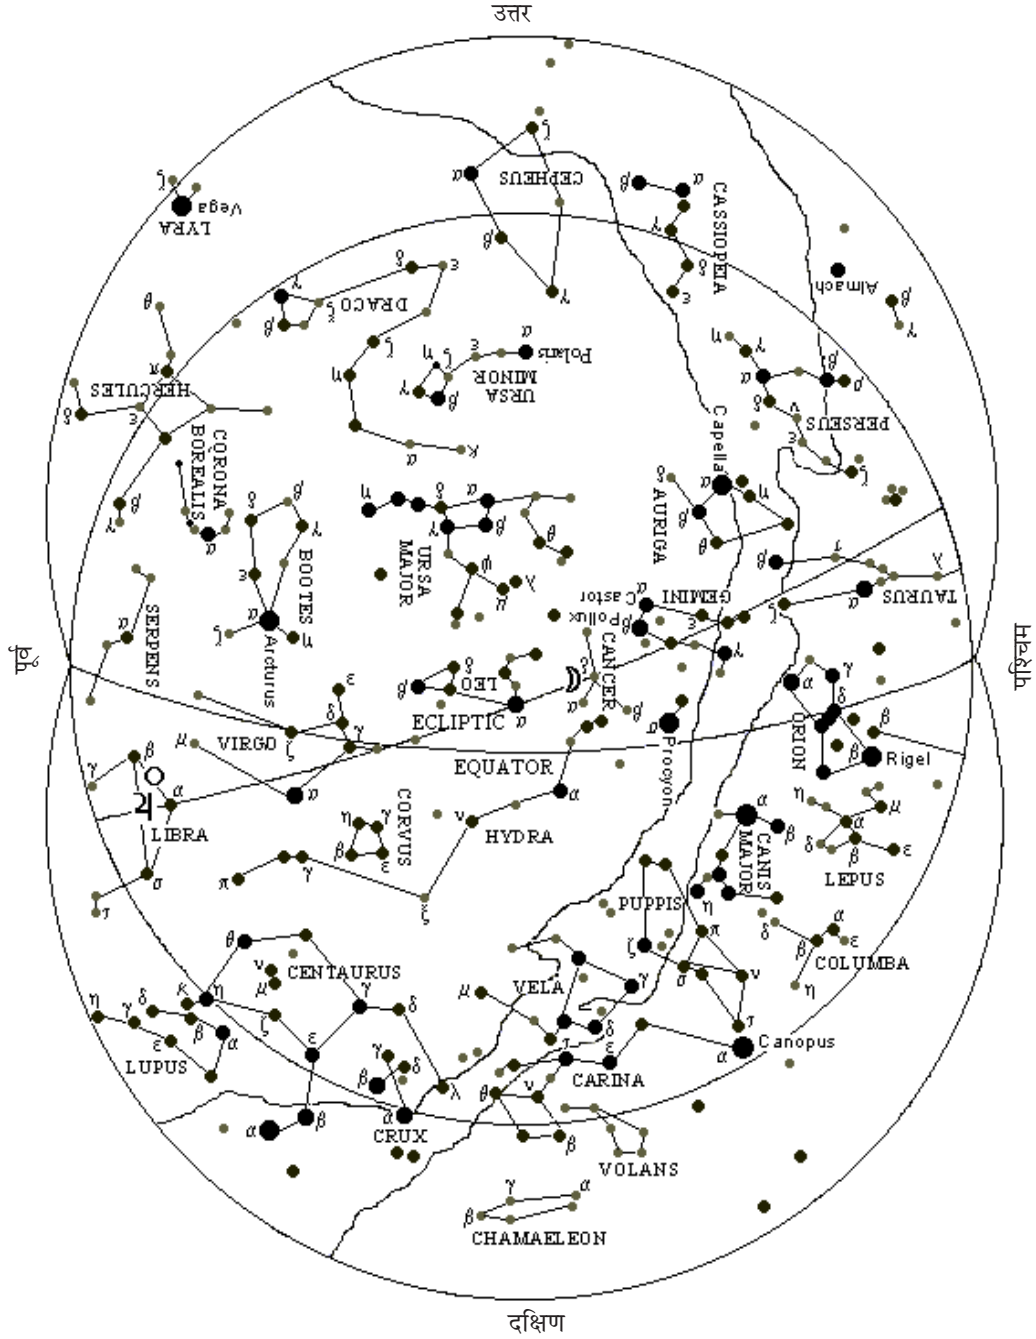 उत्तर
ζ
CEPHEUS
α
β
γ
β
α
γ
δ
ε
CASSIOPEIA
ζ
Vega
LYRA
Almach
β
γ
θ
π
HERCULES
ε
δ
β
γ
γ
β
ξ
DRACO
δ
ε
ζ
η
α
κ
α
Polaris
ε
ζ
η
γ
β
URSA
MINOR
η
γ
α
δ
β
ρ
ν
ε
ζ
PERSEUS
Capella
α
η
β
θ
δ
AURIGA
CORONA
BOREALIS
α
δ
β
γ
ε
BOOTES
α
Arcturus
ζ
η
η
δ
α
γ
β
URSA
MAJOR
θ
ψ
λ
μ
β
τ
λ
α
ζ
TAURUS
α
Castor
β
Pollux
GEMINI
ε
ζ
γ
SERPENS
α
पूर्व
पश्चिम
δ
β
LEO
α
ECLIPTIC
CANCER
δ
α
β
α
Procyon
ε
δ
γ
VIRGO
ζ
μ
α
EQUATOR
α
γ
δ
ORION
β
β
Rigel
β
γ
α
LIBRA
σ
τ
η
γ
β
ε
CORVUS
ν
HYDRA
π
γ
ξ
α
β
CANIS
MAJOR
η
η
μ
α
δ
β
ε
LEPUS
PUPPIS
ζ
π
ν
σ
τ
δ
α
β
ε
COLUMBA
η
θ
ν
CENTAURUS
μ
κ
η
ζ
γ
δ
ε
λ
η
γ
δ
β
α
ε
LUPUS
μ
VELA
γ
δ
ι
ε
CARINA
α
Canopus
γ
β
δ
α
CRUX
α
β
θ
ν
β
VOLANS
γ
α
β
CHAMAELEON
दक्षिण